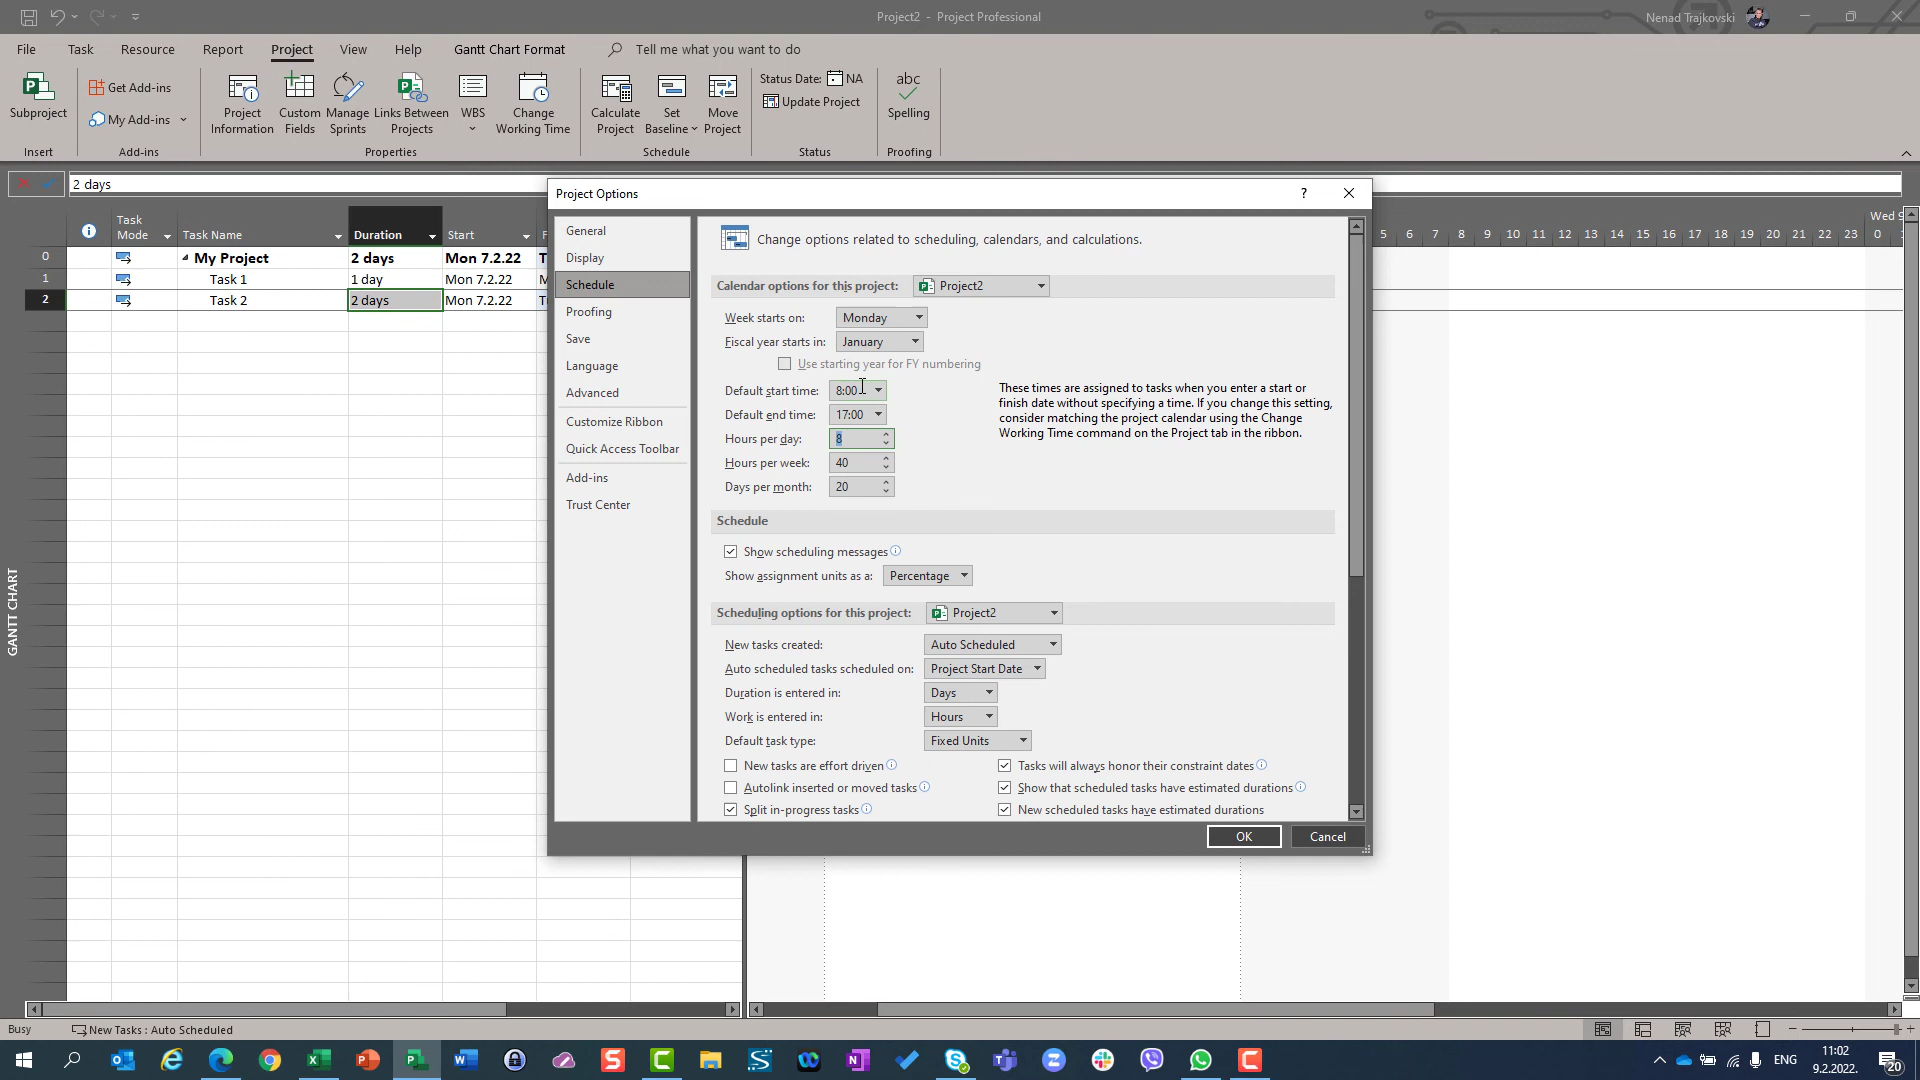 Project2 - Project Professional
Nenad Trajkovski
File Task Resource Report Project View Help Gantt Chart Format Tell me what you want to do
Subproject
Get Add-ins
My Add-ins
Project Information
Custom Fields
Manage Sprints
Links Between Projects
WBS
Change Working Time
Calculate Project
Set Baseline
Move Project
Status Date: NA
Update Project
abc
Spelling
Insert Add-ins Properties Schedule Status Proofing
2 days
Project Options
Task Mode Task Name Duration Start F
0 My Project 2 days Mon 7.2.22 T
1 Task 1 1 day Mon 7.2.22 M
2 Task 2 2 days Mon 7.2.22 Tu
GANTT CHART
Wed 9
5 6 7 8 9 10 11 12 13 14 15 16 17 18 19 20 21 22 23 0
General
Display
Schedule
Proofing
Save
Language
Advanced
Customize Ribbon
Quick Access Toolbar
Add-ins
Trust Center
Change options related to scheduling, calendars, and calculations.
Calendar options for this project: Project2
Week starts on: Monday
Fiscal year starts in: January
Use starting year for FY numbering
Default start time: 8:00
Default end time: 17:00
Hours per day: 8
Hours per week: 40
Days per month: 20
These times are assigned to tasks when you enter a start or
finish date without specifying a time. If you change this setting,
consider matching the project calendar using the Change
Working Time command on the Project tab in the ribbon.
Schedule
Show scheduling messages
Show assignment units as a: Percentage
Scheduling options for this project: Project2
New tasks created: Auto Scheduled
Auto scheduled tasks scheduled on: Project Start Date
Duration is entered in: Days
Work is entered in: Hours
Default task type: Fixed Units
New tasks are effort driven
Tasks will always honor their constraint dates
Autolink inserted or moved tasks
Show that scheduled tasks have estimated durations
Split in-progress tasks
New scheduled tasks have estimated durations
OK Cancel
Busy New Tasks : Auto Scheduled
ENG
11:02
9.2.2022.
20